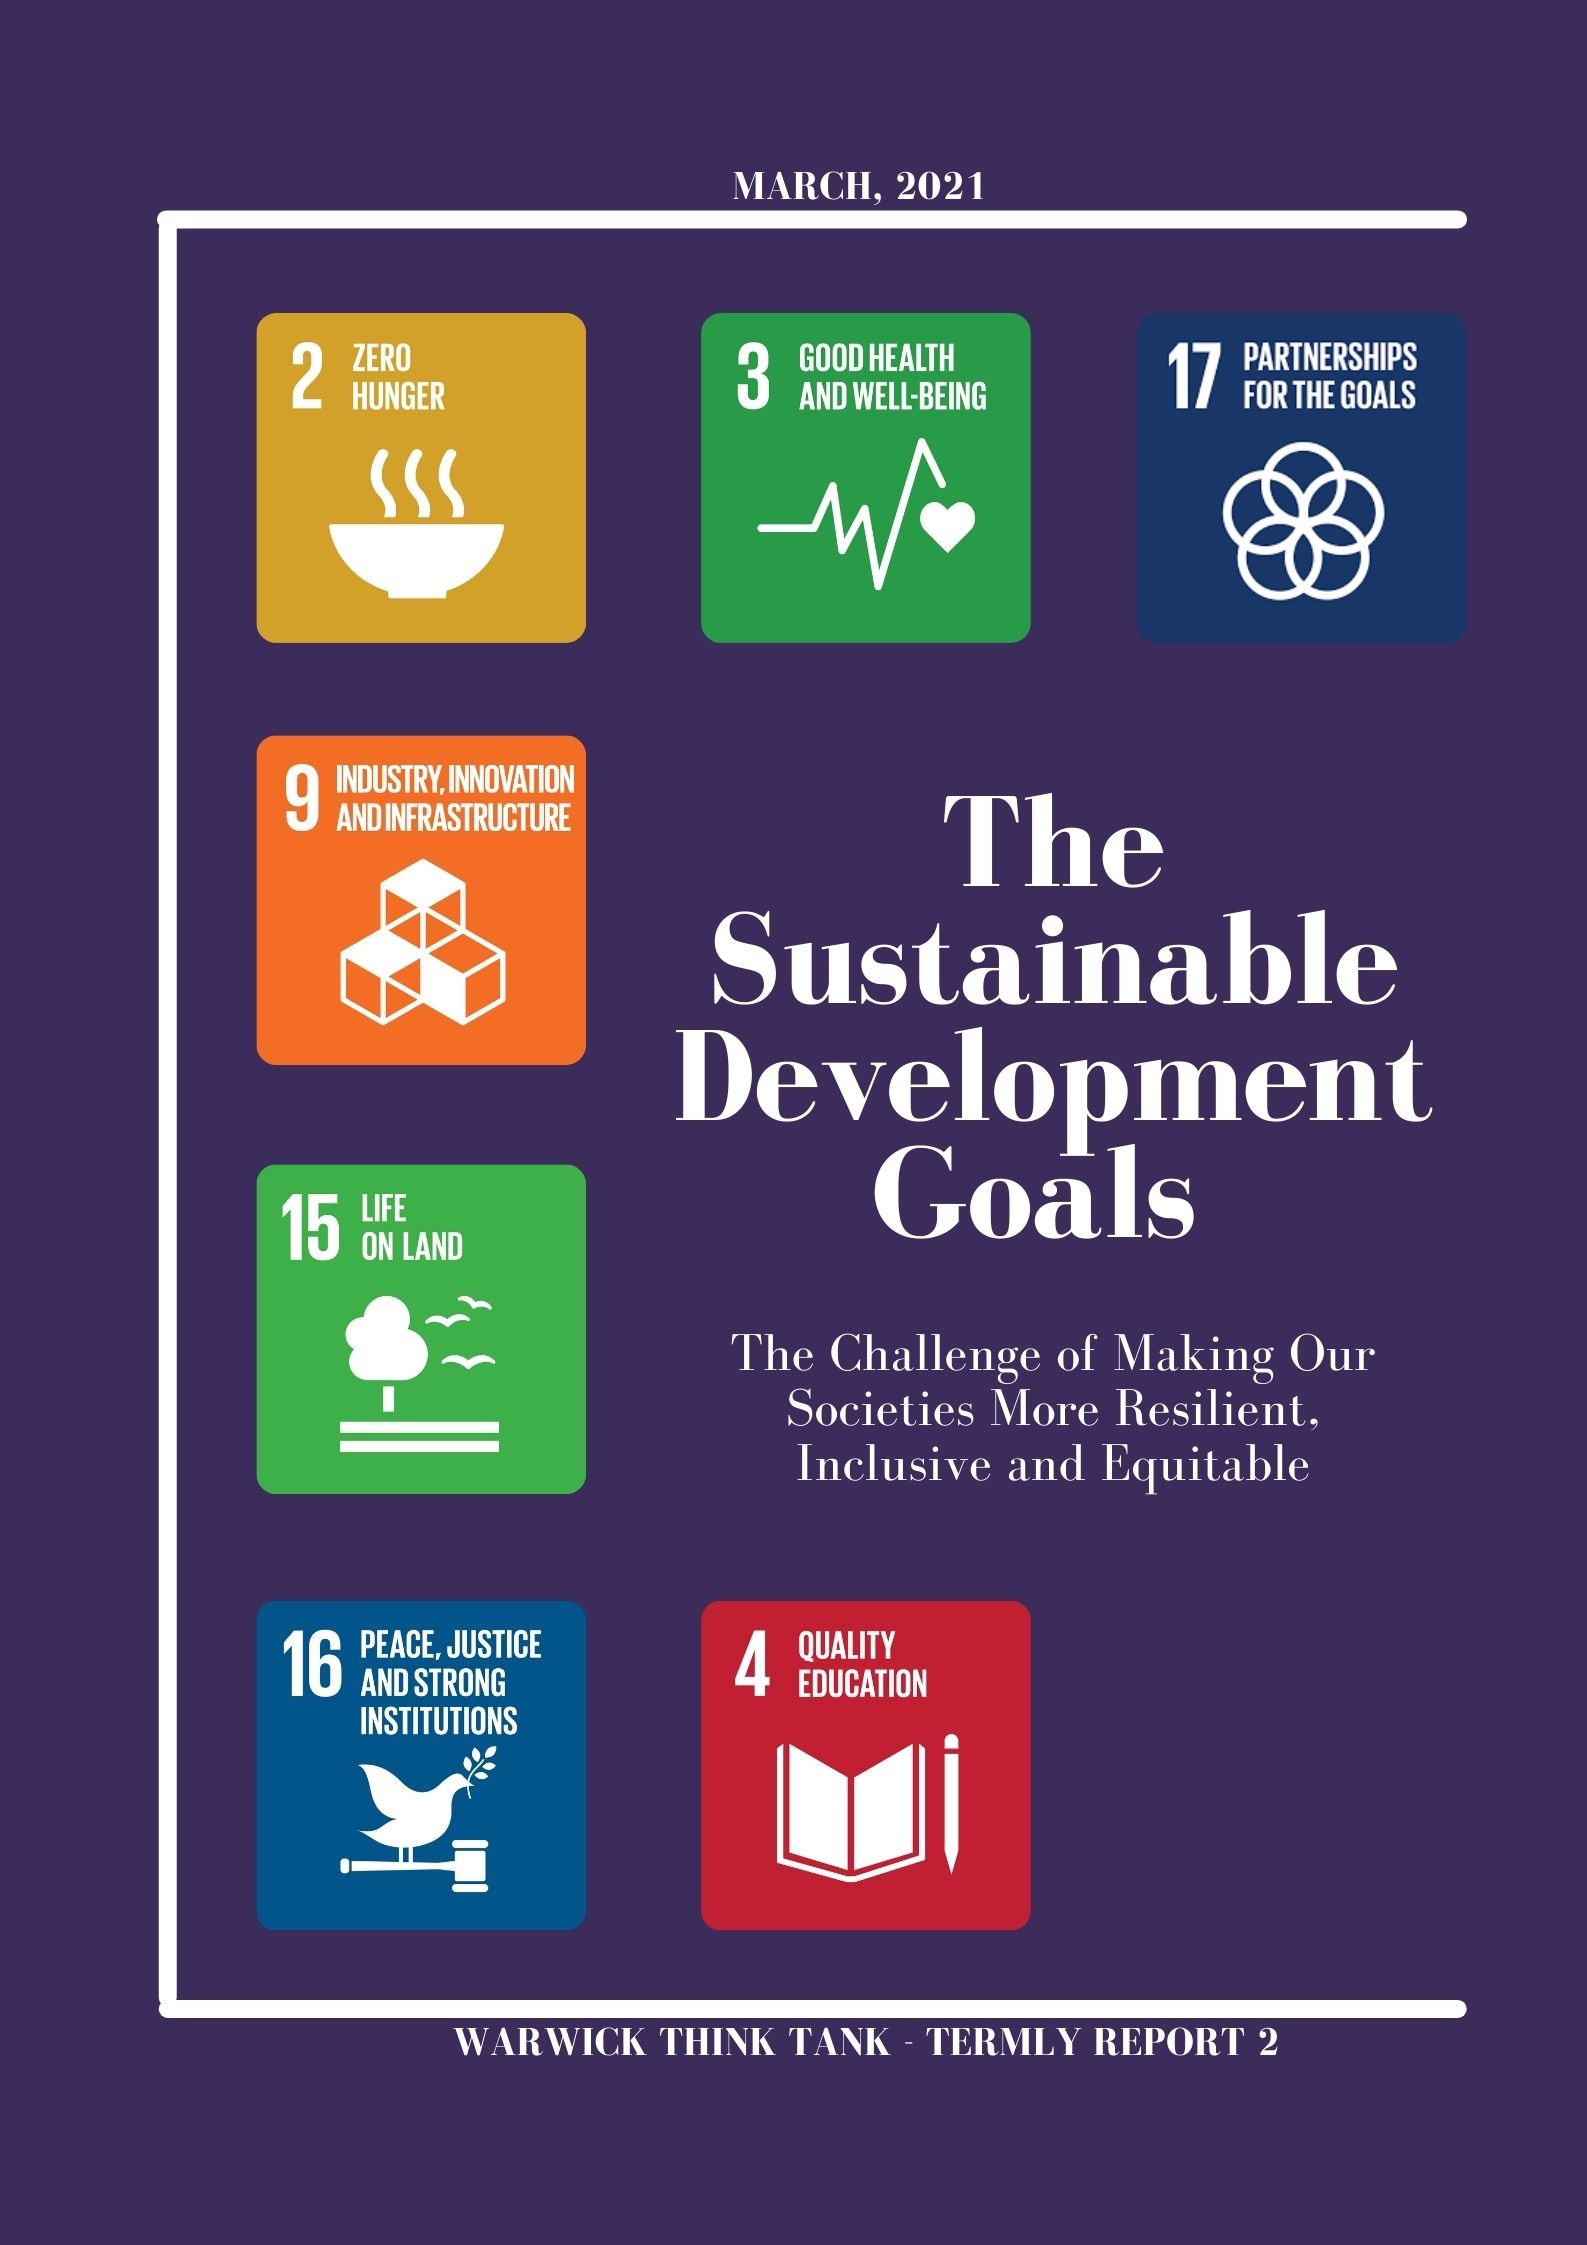 MARCH, 2021
2 ZERO
HUNGER
3 GOOD HEALTH
AND WELL-BEING
17 PARTNERSHIPS
FOR THE GOALS
9 INDUSTRY, INNOVATION
AND INFRASTRUCTURE
The
Sustainable
Development
Goals
15 LIFE
ON LAND
The Challenge of Making Our
Societies More Resilient,
Inclusive and Equitable
16 PEACE, JUSTICE
AND STRONG
INSTITUTIONS
4 QUALITY
EDUCATION
WARWICK THINK TANK - TERMLY REPORT 2